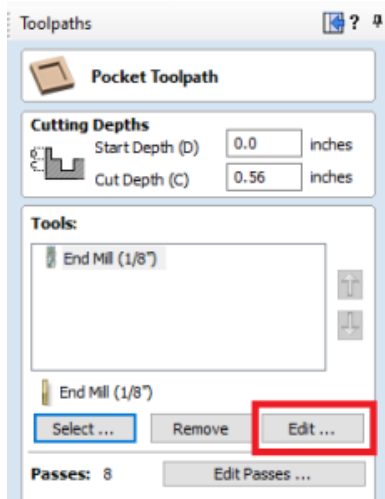 Toolpaths ?
Pocket Toolpath
Cutting Depths
Start Depth (D) 0.0 inches
Cut Depth (C) 0.56 inches
Tools:
End Mill (1/8")
End Mill (1/8")
Select ... Remove Edit ...
Passes: 8 Edit Passes ...